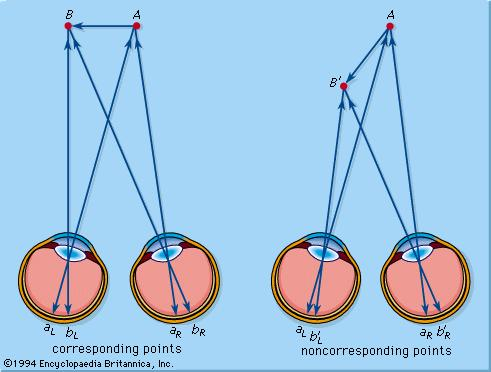 B A A
B'
aL bL aR bR aL b'L aR b'R
corresponding points noncorresponding points
©1994 Encyclopaedia Britannica, Inc.